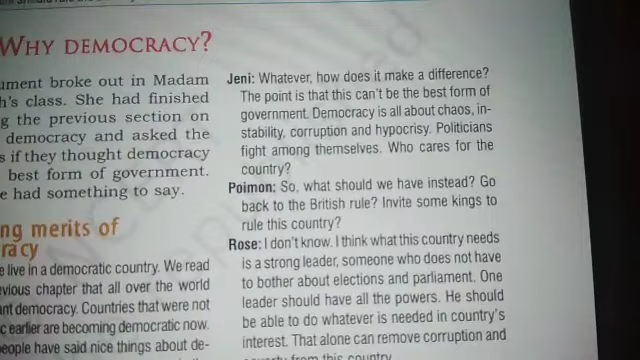 WHY DEMOCRACY?
broke out in Madam
class. She had finished
the previous section on
democracy and asked the
if they thought democracy
best form of government.
had something to say.
merits of
live in a democratic country. We read
chapter that all over the world
democracy. Countries that were not
earlier are becoming democratic now.
have said nice things about de-
Jeni: Whatever, how does it make a difference?
The point is that this can't be the best form of
government. Democracy is all about chaos, in-
stability, corruption and hypocrisy. Politicians
fight among themselves. Who cares for the
country?
Poimon: So, what should we have instead? Go
back to the British rule? Invite some kings to
rule this country?
Rose: I don't know. I think what this country needs
is a strong leader, someone who does not have
to bother about elections and parliament. One
leader should have all the powers. He should
be able to do whatever is needed in country's
interest. That alone can remove corruption and
from this country